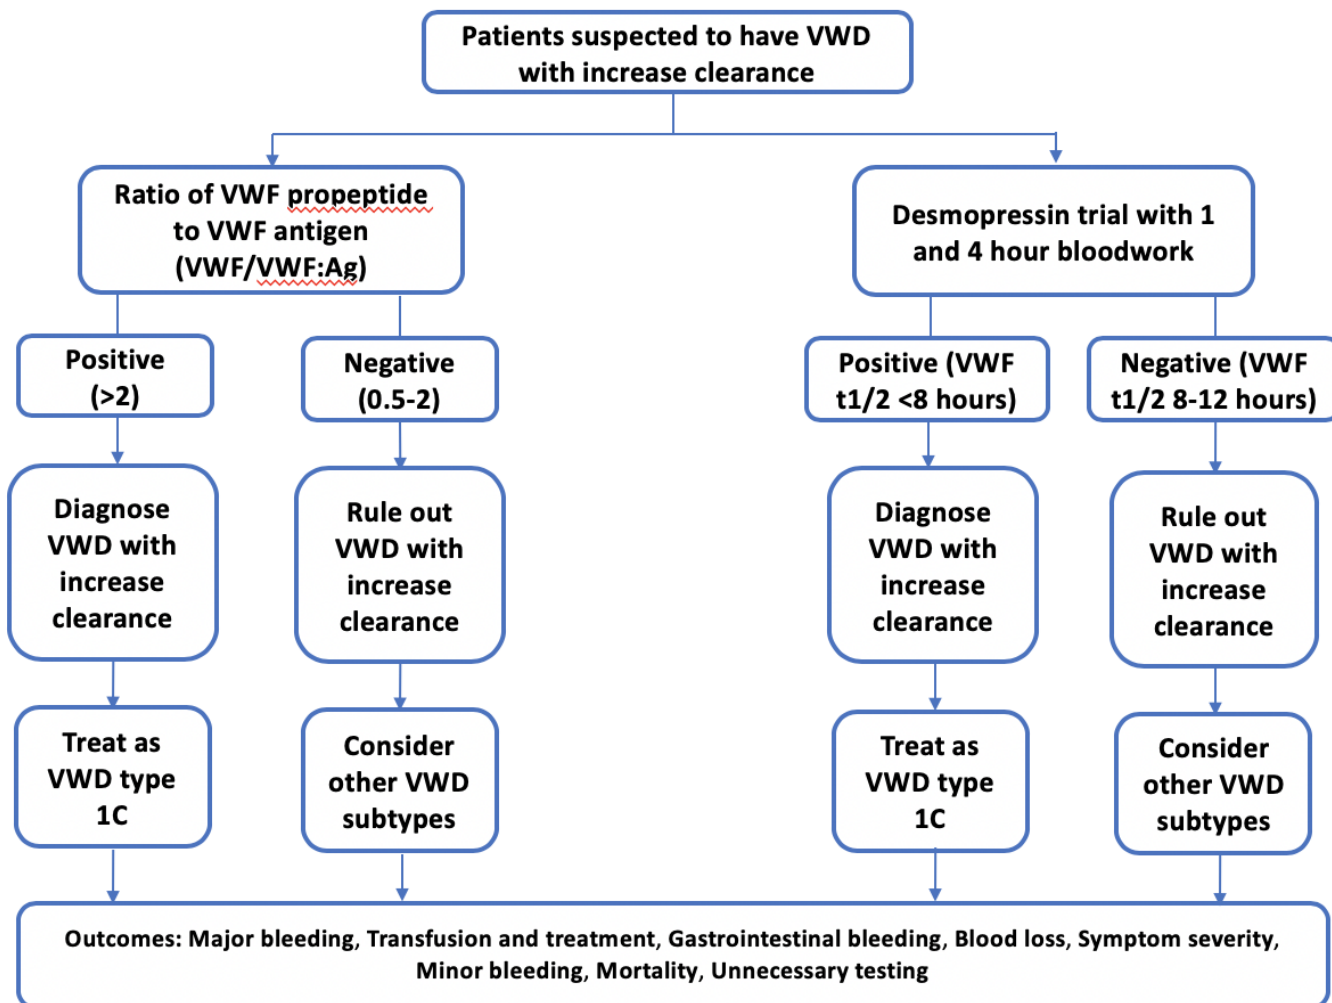 Patients suspected to have VWD
with increase clearance
Ratio of VWF propeptide
to VWF antigen
(VWF/VWF:Ag)
Desmopressin trial with 1
and 4 hour bloodwork
Positive
(>2)
Negative
(0.5-2)
Positive (VWF
t1/2 <8 hours)
Negative (VWF
t1/2 8-12 hours)
Diagnose
VWD with
increase
clearance
Rule out
VWD with
increase
clearance
Diagnose
VWD with
increase
clearance
Rule out
VWD with
increase
clearance
Treat as
VWD type
1C
Consider
other VWD
subtypes
Treat as
VWD type
1C
Consider
other VWD
subtypes
Outcomes: Major bleeding, Transfusion and treatment, Gastrointestinal bleeding, Blood loss, Symptom severity,
Minor bleeding, Mortality, Unnecessary testing